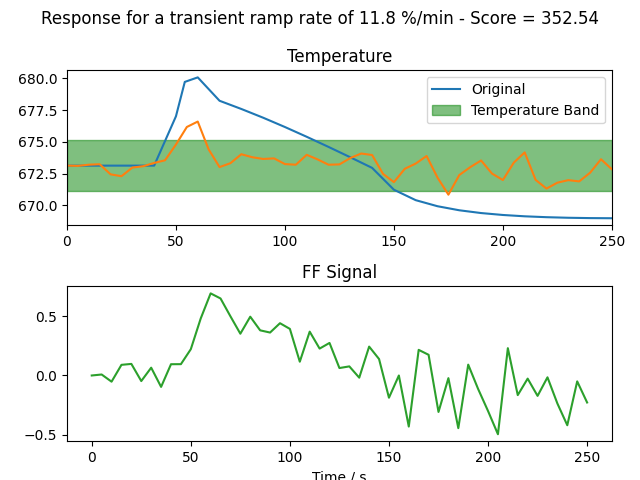 Response for a transient ramp rate of 11.8 %/min - Score = 352.54
Temperature
680.0
677.5
675.0
672.5
670.0
Original
Temperature Band
0 50 100 150 200 250
FF Signal
0.5
0.0
−0.5
0 50 100 150 200 250
Time / s